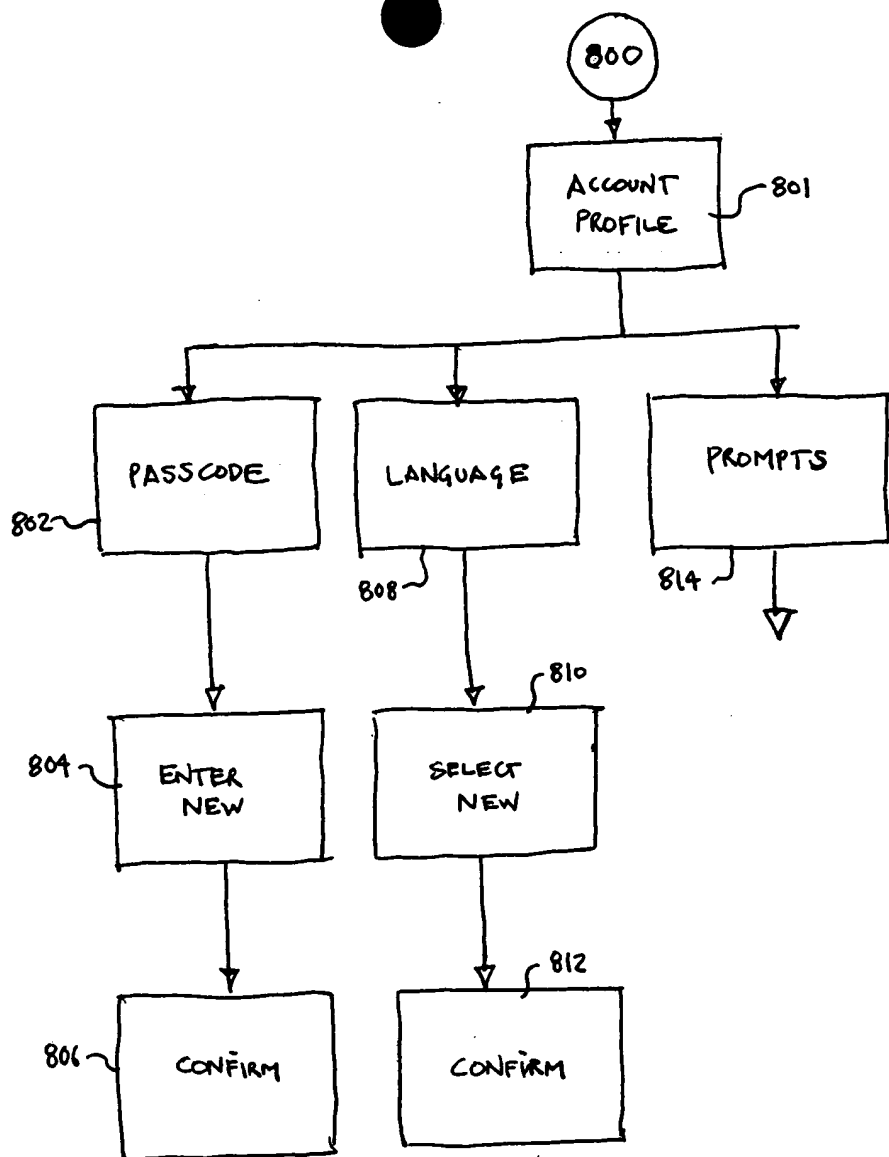 800
ACCOUNT
PROFILE
801
PASSCODE
LANGUAGE
PROMPTS
802
808
814
810
804
ENTER
NEW
SELECT
NEW
812
806
CONFIRM
CONFIRM